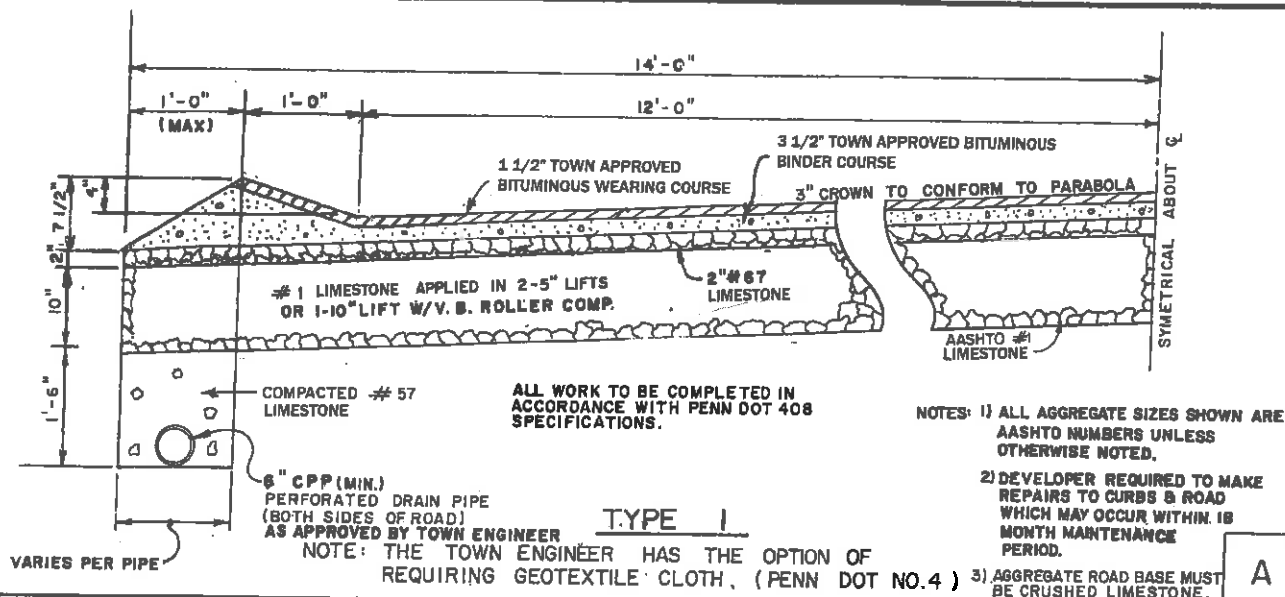 14'-0"
1'-0"
(MAX)
1'-0"
12'-0"
3 1/2" TOWN APPROVED BITUMINOUS
BINDER COURSE
1 1/2" TOWN APPROVED
BITUMINOUS WEARING COURSE
3" CROWN TO CONFORM TO PARABOLA
SYMETRICAL ABOUT ℄
4"
7 1/2"
2"
10"
1'-6"
2" #67
LIMESTONE
# 1 LIMESTONE APPLIED IN 2-5" LIFTS
OR 1-10" LIFT W/V. B. ROLLER COMP.
AASHTO #1
LIMESTONE
COMPACTED # 57
LIMESTONE
ALL WORK TO BE COMPLETED IN
ACCORDANCE WITH PENN DOT 408
SPECIFICATIONS.
6" CPP (MIN.)
PERFORATED DRAIN PIPE
(BOTH SIDES OF ROAD)
AS APPROVED BY TOWN ENGINEER
VARIES PER PIPE
TYPE I
NOTE: THE TOWN ENGINEER HAS THE OPTION OF
REQUIRING GEOTEXTILE CLOTH. (PENN DOT NO.4)
NOTES: 1) ALL AGGREGATE SIZES SHOWN ARE
AASHTO NUMBERS UNLESS
OTHERWISE NOTED.
2) DEVELOPER REQUIRED TO MAKE
REPAIRS TO CURBS & ROAD
WHICH MAY OCCUR WITHIN 18
MONTH MAINTENANCE
PERIOD.
3) AGGREGATE ROAD BASE MUST
BE CRUSHED LIMESTONE.
A